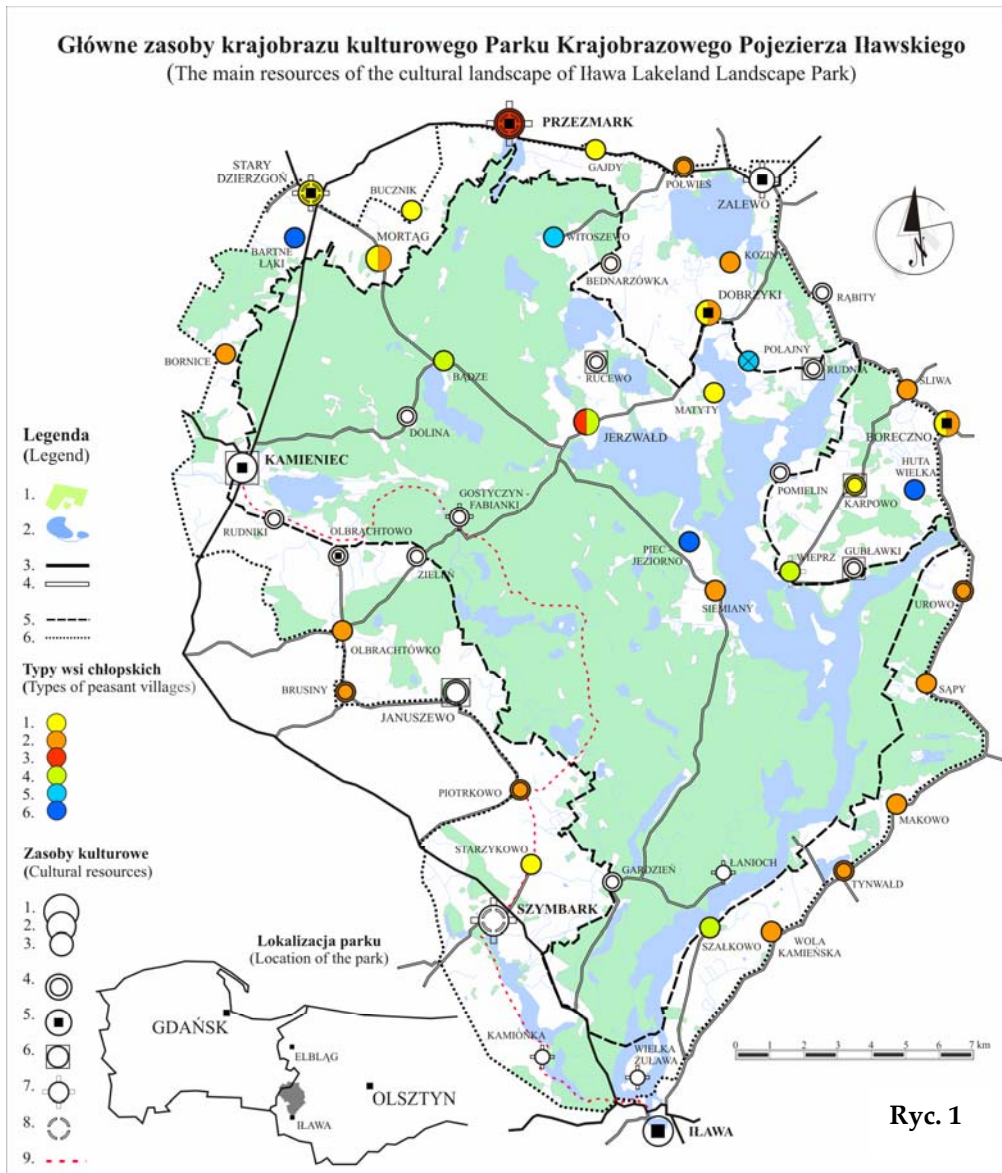 Główne zasoby krajobrazu kulturowego Parku Krajobrazowego Pojezierza Iławskiego
(The main resources of the cultural landscape of Iława Lakeland Landscape Park)
PRZEZMARK
GAJDY
PÓŁWIEŚ
ZALEWO
STARY
DZIERZGOŃ
BUCZNIK
MORTĄG
BARTNE
ŁĄKI
WITOSZEWO
BEDNARZÓWKA
KOZINY
RĄBITY
DOBRZYKI
POLAJNY
RUDNIA
BORNICE
BĄDZE
RUCEWO
MATYTY
ŚLIWA
DOLINA
JERZWAŁD
BORECZNO
HUTA
WIELKA
KAMIENIEC
POMIELIN
KARPOWO
GOSTYCZYN -
FABIANKI
RUDNIKI
OLBRACHTOWO
ZIELEŃ
PIEC -
JEZIORNO
WIEPRZ
GUBŁAWKI
SIEMIANY
UROWO
OLBRACHTÓWKO
BRUSINY
JANUSZEWO
SĄPY
PIOTRKOWO
MAKOWO
STARZYKOWO
GARDZIEŃ
ŁANIOCH
TYNWAŁD
SZYMBARK
SZAŁKOWO
WOLA
KAMIEŃSKA
KAMIÓNKA
WIELKA
ŻUŁAWA
IŁAWA
N
Legenda
(Legend)
1.
2.
3.
4.
5.
6.
Typy wsi chłopskich
(Types of peasant villages)
1.
2.
3.
4.
5.
6.
Zasoby kulturowe
(Cultural resources)
1.
2.
3.
4.
5.
6.
7.
8.
9.
Lokalizacja parku
(Location of the park)
GDAŃSK
ELBLĄG
OLSZTYN
IŁAWA
0 2 4 6 7 km
Ryc. 1